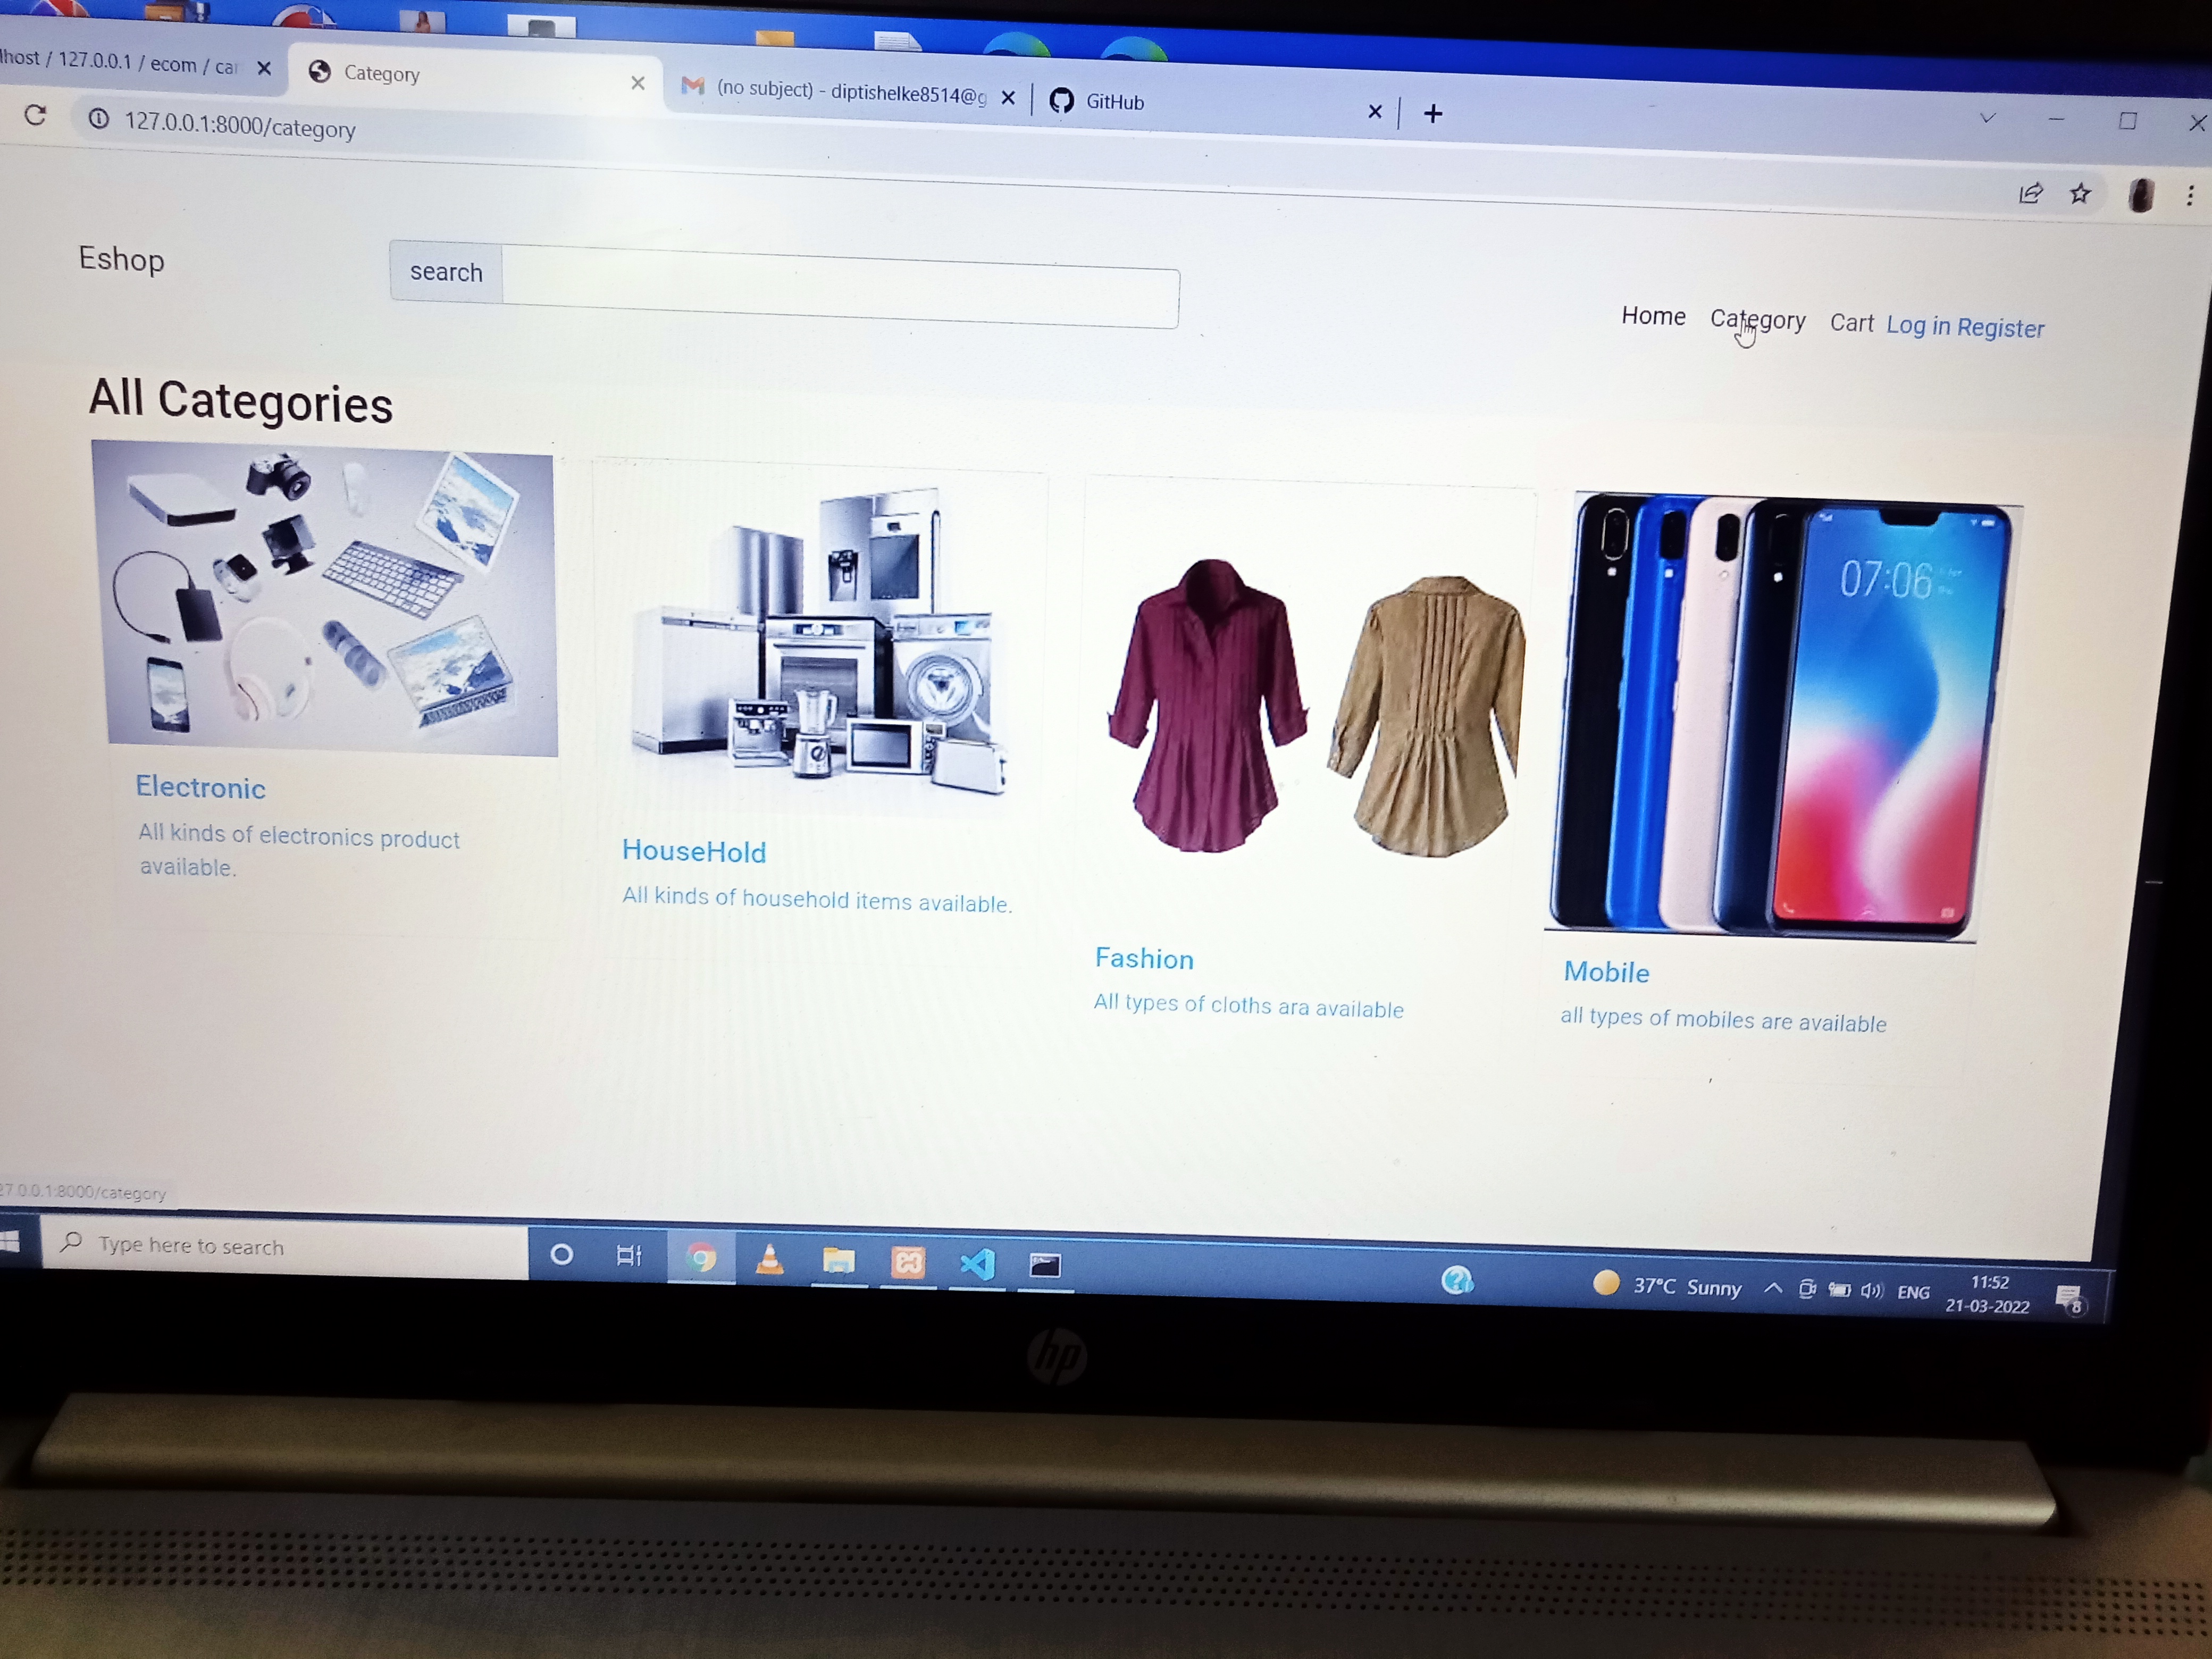 lhost / 127.0.0.1 / ecom / car
Category
(no subject) - diptishelke8514@g
GitHub
127.0.0.1:8000/category
Eshop
search
Home Category Cart Log in Register
All Categories
07:06
Electronic
All kinds of electronics product
available.
HouseHold
All kinds of household items available.
Fashion
All types of cloths ara available
Mobile
all types of mobiles are available
27.0.0.1:8000/category
Type here to search
37°C Sunny
ENG
11:52
21-03-2022
8
hp